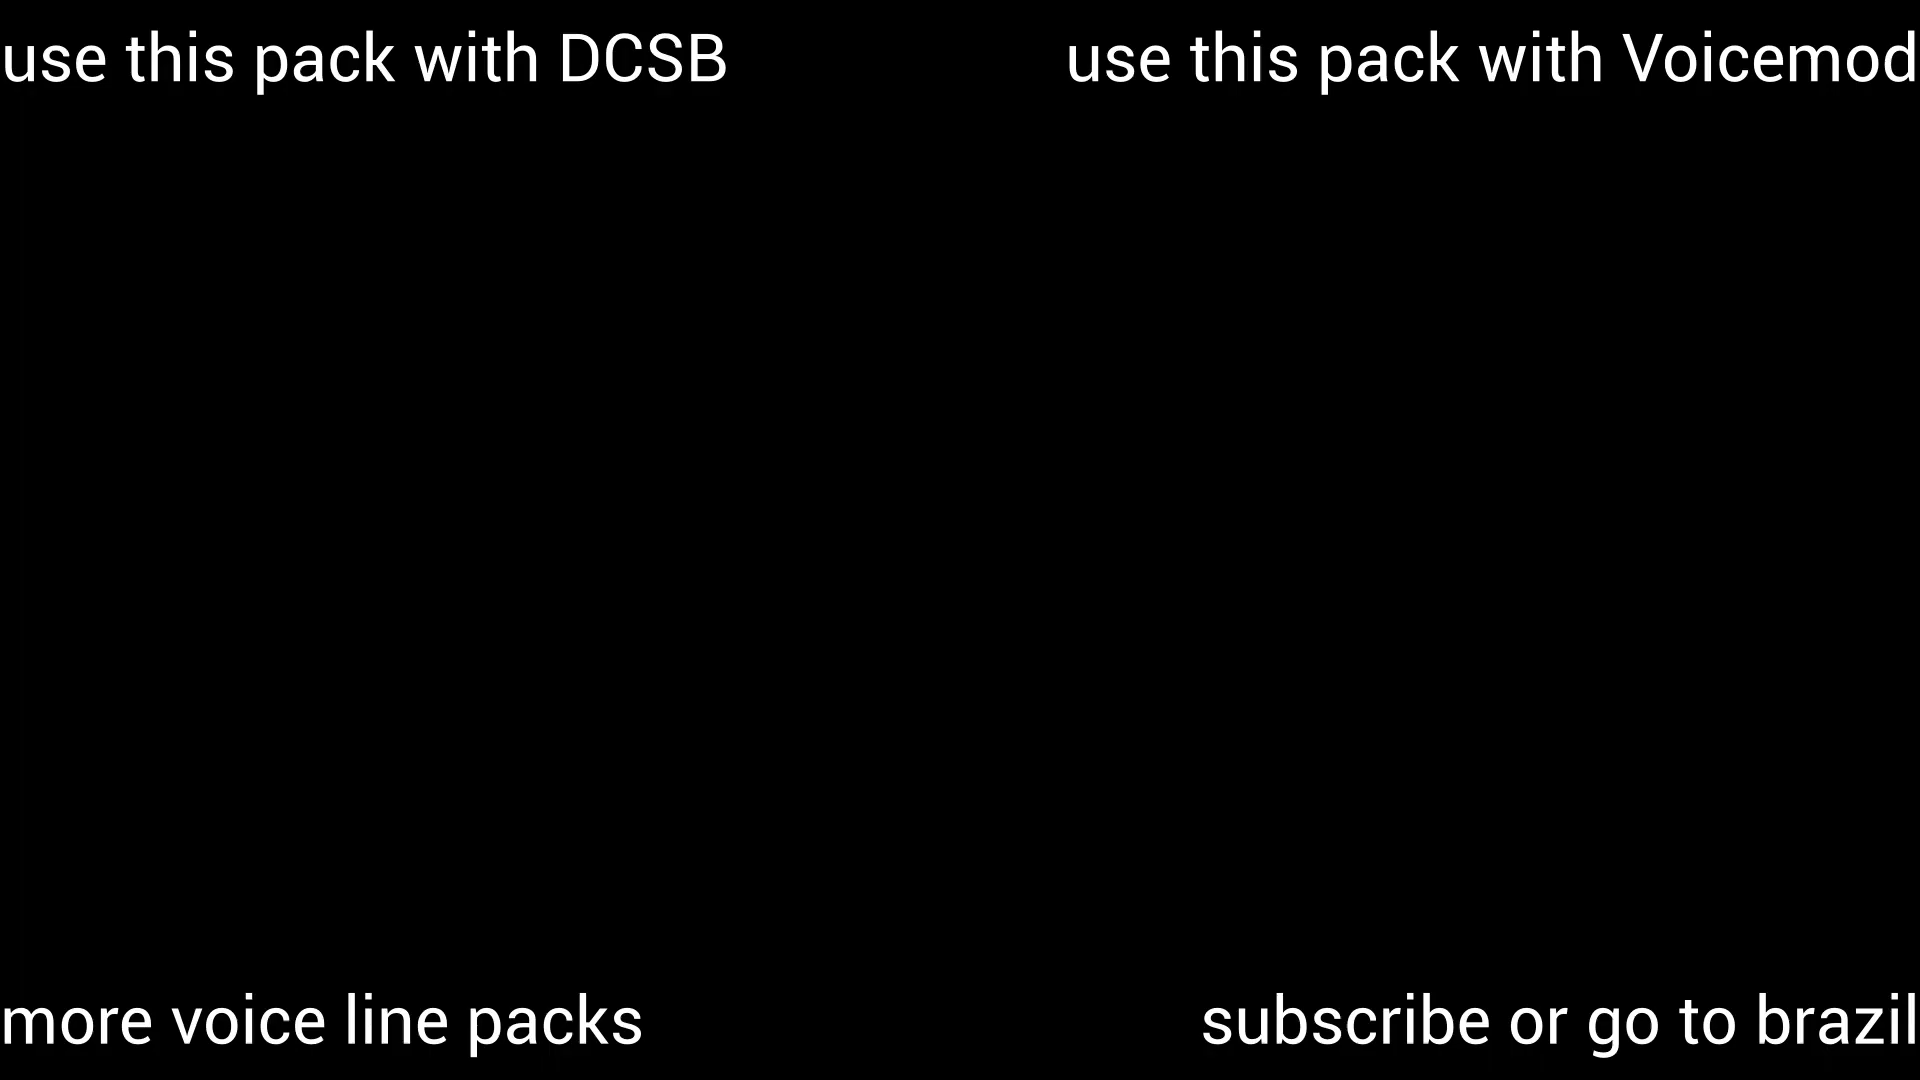 use this pack with DCSB
use this pack with Voicemod
more voice line packs
subscribe or go to brazil